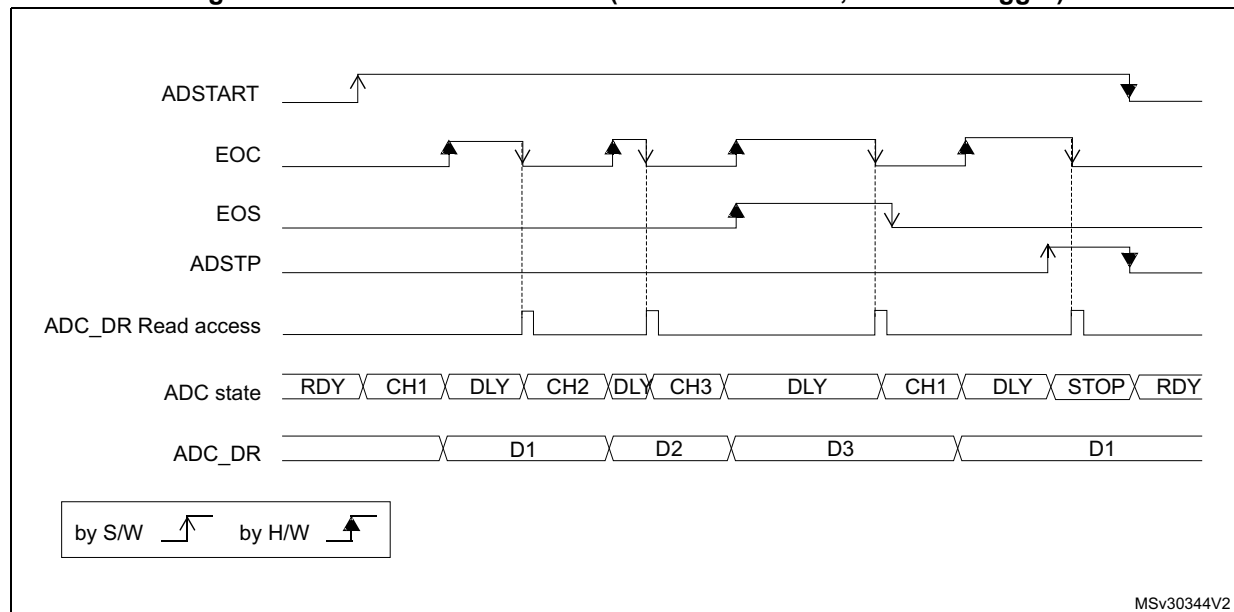 ADSTART
EOC
EOS
ADSTP
ADC_DR Read access
ADC state RDY CH1 DLY CH2 DLY CH3 DLY CH1 DLY STOP RDY
ADC_DR D1 D2 D3 D1
by S/W by H/W
MSv30344V2